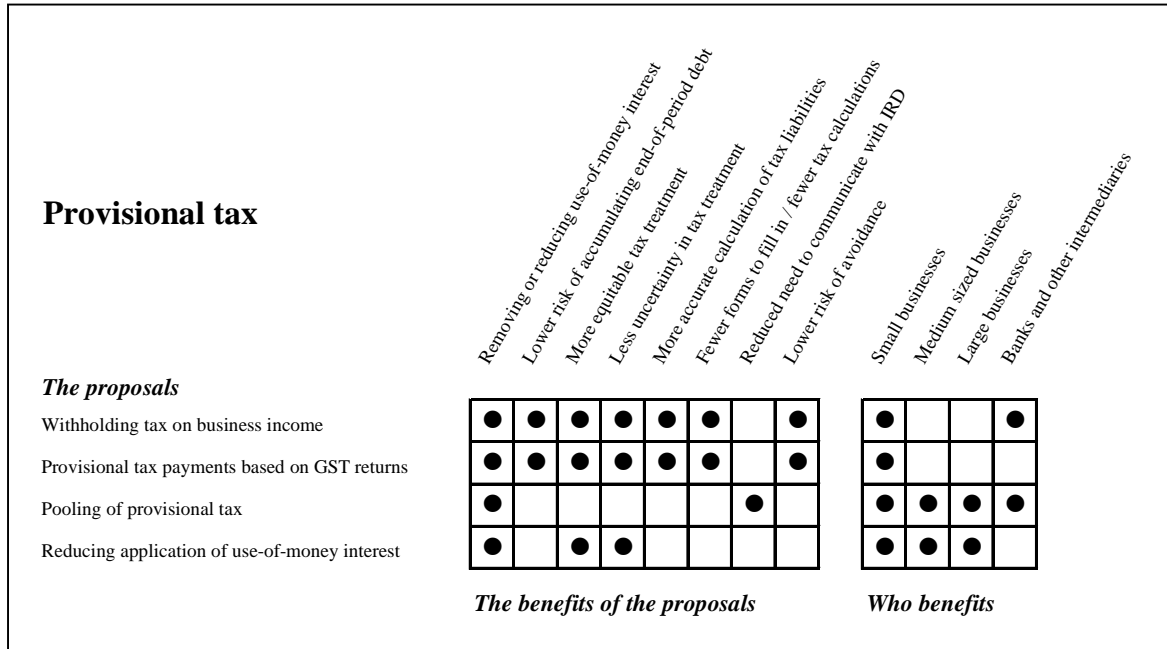 Provisional tax
Removing or reducing use-of-money interest
Lower risk of accumulating end-of-period debt
More equitable tax treatment
Less uncertainty in tax treatment
More accurate calculation of tax liabilities
Fewer forms to fill in / fewer tax calculations
Reduced need to communicate with IRD
Lower risk of avoidance
Small businesses
Medium sized businesses
Large businesses
Banks and other intermediaries
The proposals
Withholding tax on business income
Provisional tax payments based on GST returns
Pooling of provisional tax
Reducing application of use-of-money interest
The benefits of the proposals
Who benefits